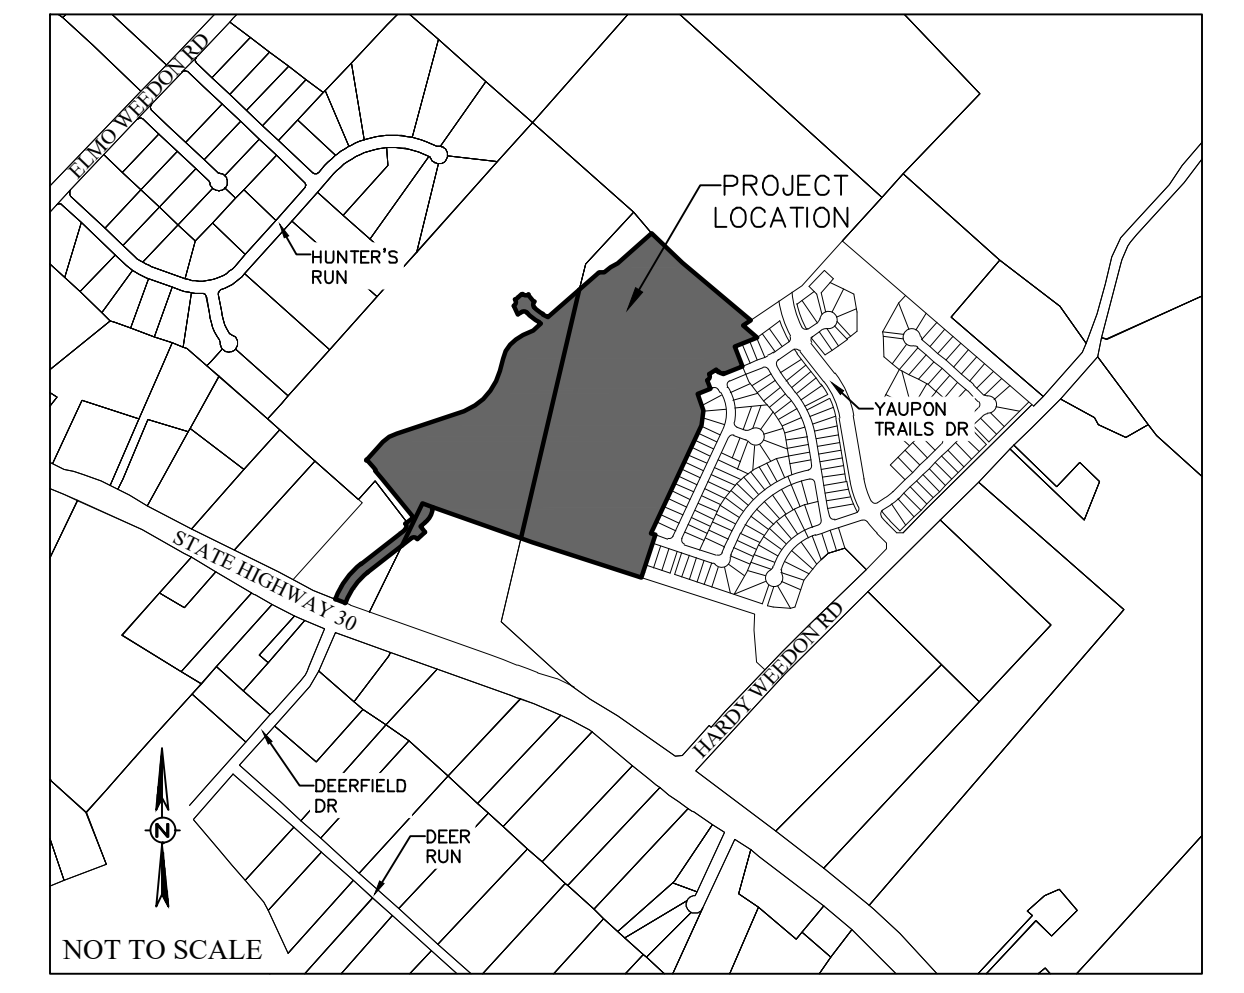 ELMO WEEDON RD
PROJECT
LOCATION
HUNTER'S
RUN
YAUPON
TRAILS DR
STATE HIGHWAY 30
HARDY WEEDON RD
DEERFIELD
DR
DEER
RUN
N
NOT TO SCALE